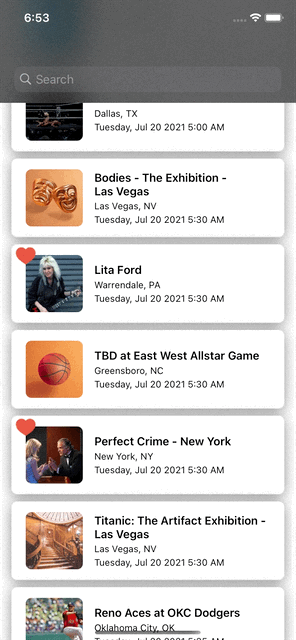 6:53
Search
Dallas, TX
Tuesday, Jul 20 2021 5:00 AM
Bodies - The Exhibition -
Las Vegas
Las Vegas, NV
Tuesday, Jul 20 2021 5:30 AM
Lita Ford
Warrendale, PA
Tuesday, Jul 20 2021 5:30 AM
TBD at East West Allstar Game
Greensboro, NC
Tuesday, Jul 20 2021 5:30 AM
Perfect Crime - New York
New York, NY
Tuesday, Jul 20 2021 5:30 AM
Titanic: The Artifact Exhibition -
Las Vegas
Las Vegas, NV
Tuesday, Jul 20 2021 5:30 AM
Reno Aces at OKC Dodgers
Oklahoma City, OK
Tuesday, Jul 20 2021 5:35 AM